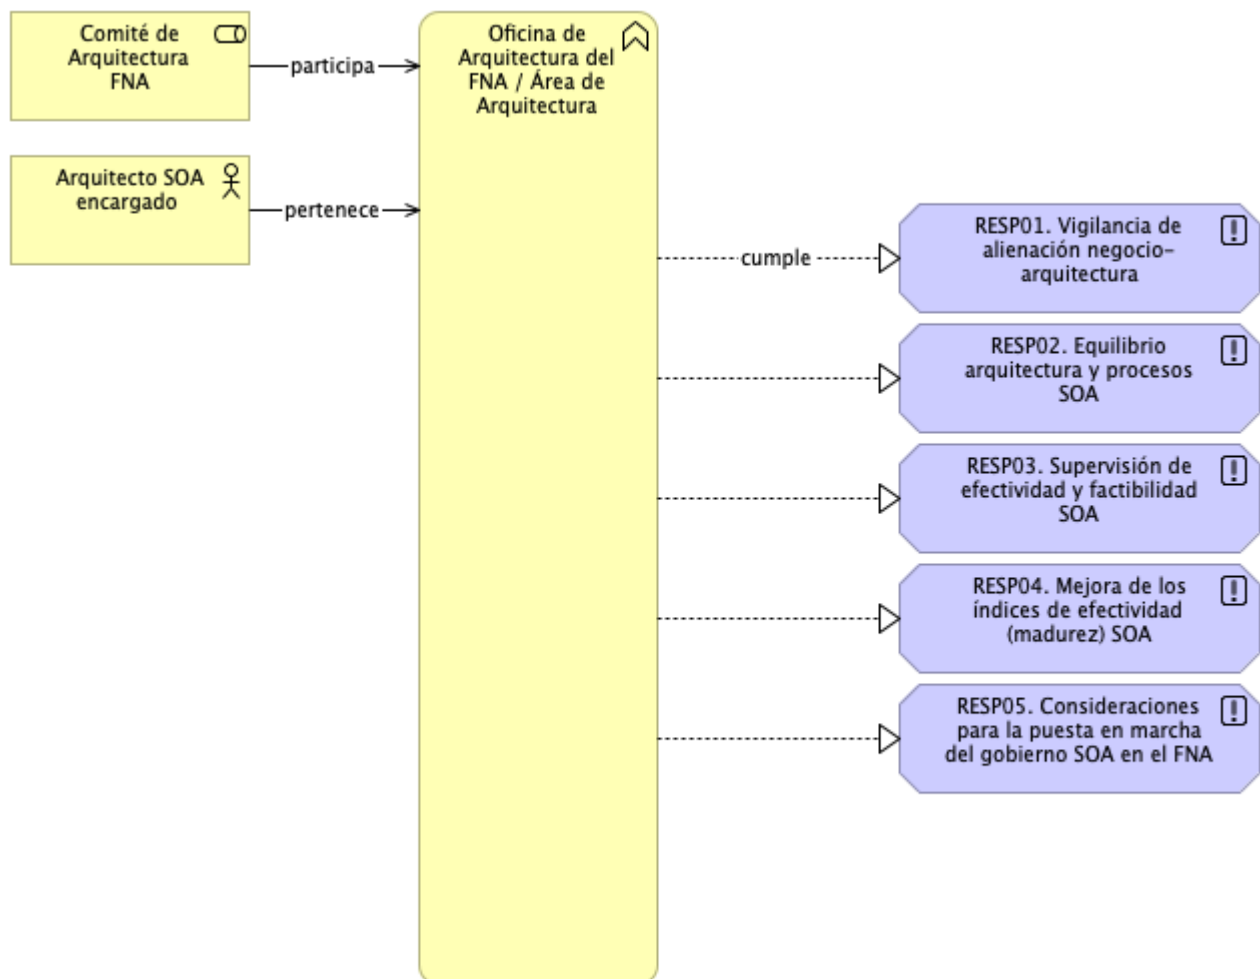 Comité de
Arquitectura
FNA
participa
Oficina de
Arquitectura del
FNA / Área de
Arquitectura
Arquitecto SOA
encargado
pertenece
cumple
RESP01. Vigilancia de
alienación negocio-
arquitectura
RESP02. Equilibrio
arquitectura y procesos
SOA
RESP03. Supervisión de
efectividad y factibilidad
SOA
RESP04. Mejora de los
índices de efectividad
(madurez) SOA
RESP05. Consideraciones
para la puesta en marcha
del gobierno SOA en el FNA